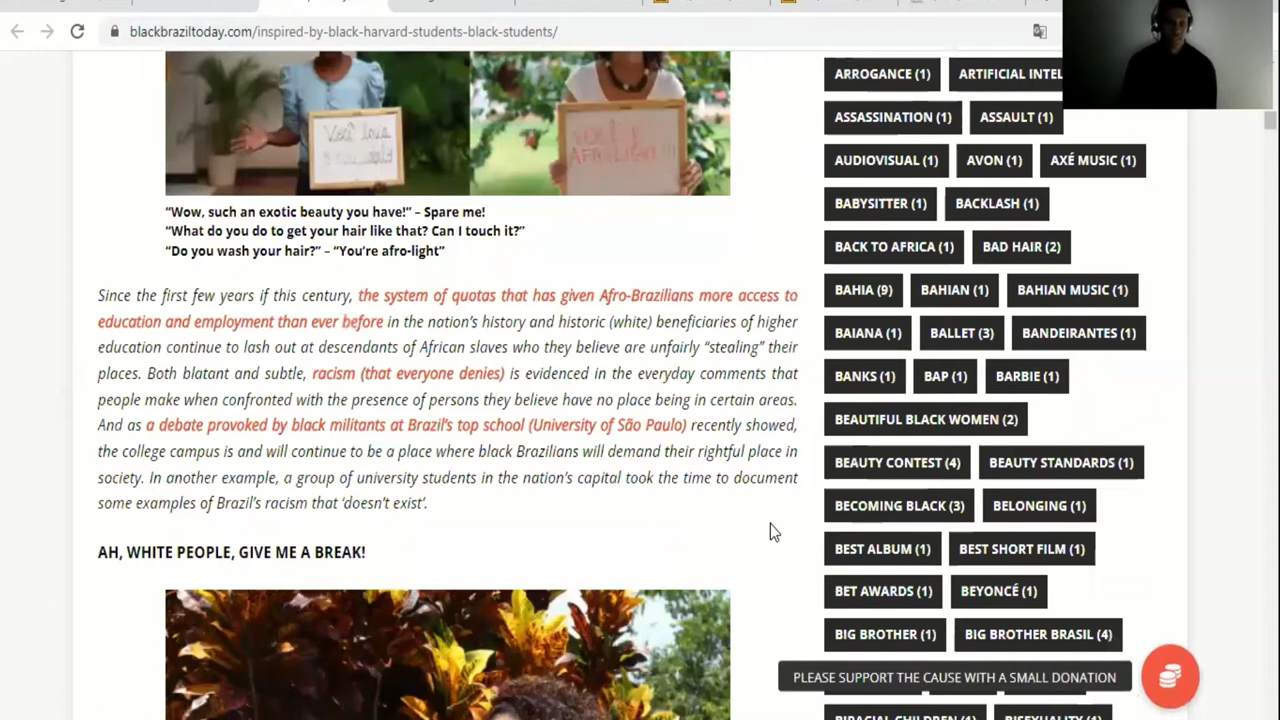 blackbraziltoday.com/inspired-by-black-harvard-students-black-students/
Você
AFRO-LIGHT!!!
"Wow, such an exotic beauty you have!" – Spare me!
"What do you do to get your hair like that? Can I touch it?"
"Do you wash your hair?" – "You're afro-light"
Since the first few years if this century, the system of quotas that has given Afro-Brazilians more access to
education and employment than ever before in the nation's history and historic (white) beneficiaries of higher
education continue to lash out at descendants of African slaves who they believe are unfairly "stealing" their
places. Both blatant and subtle, racism (that everyone denies) is evidenced in the everyday comments that
people make when confronted with the presence of persons they believe have no place being in certain areas.
And as a debate provoked by black militants at Brazil's top school (University of São Paulo) recently showed,
the college campus is and will continue to be a place where black Brazilians will demand their rightful place in
society. In another example, a group of university students in the nation's capital took the time to document
some examples of Brazil's racism that 'doesn't exist'.
AH, WHITE PEOPLE, GIVE ME A BREAK!
ARROGANCE (1) ARTIFICIAL INTEL
ASSASSINATION (1) ASSAULT (1)
AUDIOVISUAL (1) AVON (1) AXÉ MUSIC (1)
BABYSITTER (1) BACKLASH (1)
BACK TO AFRICA (1) BAD HAIR (2)
BAHIA (9) BAHIAN (1) BAHIAN MUSIC (1)
BAIANA (1) BALLET (3) BANDEIRANTES (1)
BANKS (1) BAP (1) BARBIE (1)
BEAUTIFUL BLACK WOMEN (2)
BEAUTY CONTEST (4) BEAUTY STANDARDS (1)
BECOMING BLACK (3) BELONGING (1)
BEST ALBUM (1) BEST SHORT FILM (1)
BET AWARDS (1) BEYONCÉ (1)
BIG BROTHER (1) BIG BROTHER BRASIL (4)
PLEASE SUPPORT THE CAUSE WITH A SMALL DONATION
BIRACIAL CHILDREN (1) BISEXUALITY (1)